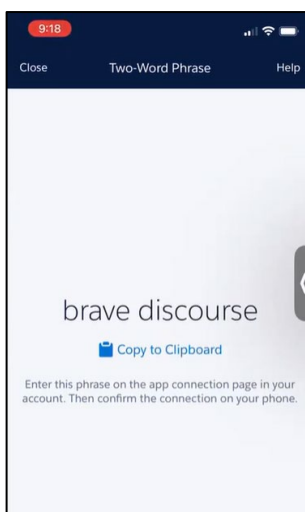 9:18
Close Two-Word Phrase Help
brave discourse
Copy to Clipboard
Enter this phrase on the app connection page in your
account. Then confirm the connection on your phone.